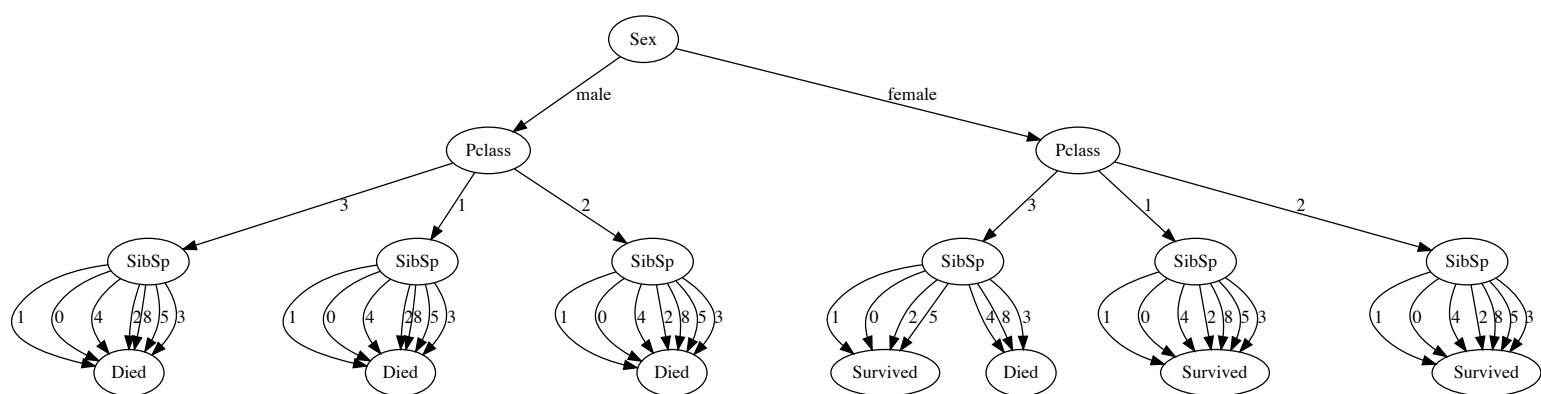 Sex
male female
Pclass Pclass
3 1 2 3 1 2
SibSp SibSp SibSp SibSp SibSp SibSp
1 0 4 2 8 5 3 1 0 4 2 8 5 3 1 0 4 2 8 5 3 1 0 2 5 4 8 3 1 0 4 2 8 5 3 1 0 4 2 8 5 3
Died Died Died Survived Died Survived Survived